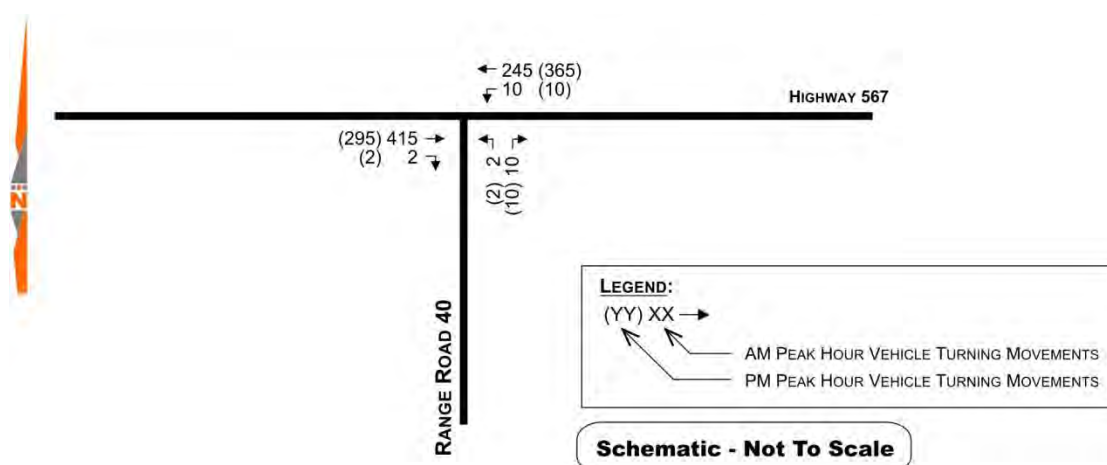 245 (365)
10 (10)
HIGHWAY 567
(295) 415
(2) 2
(2) 2
(10) 10
N
RANGE ROAD 40
LEGEND:
(YY) XX
AM PEAK HOUR VEHICLE TURNING MOVEMENTS
PM PEAK HOUR VEHICLE TURNING MOVEMENTS
Schematic - Not To Scale